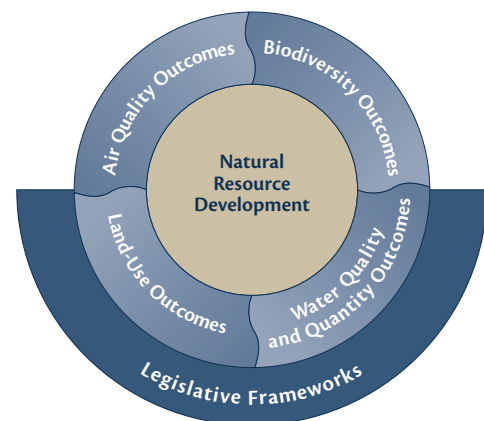 Air Quality Outcomes
Biodiversity Outcomes
Natural
Resource
Development
Land-Use Outcomes
Water Quality
and Quantity Outcomes
Legislative Frameworks